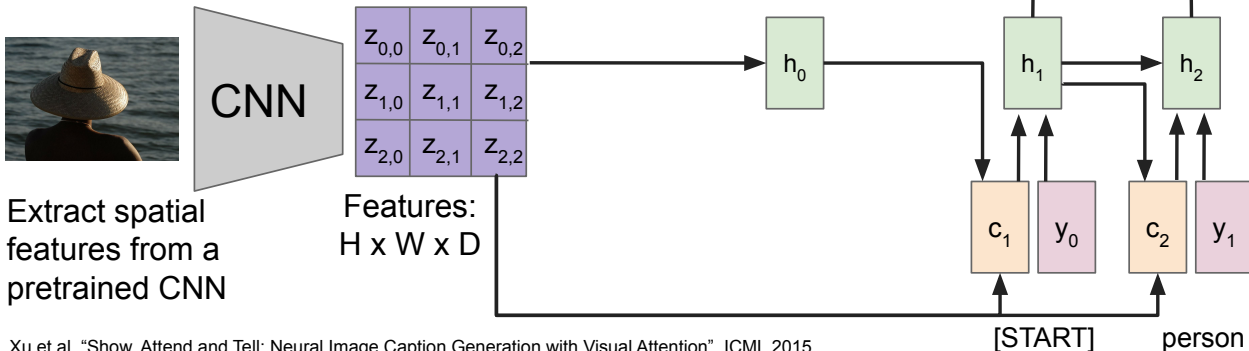 CNN
z0,0 z0,1 z0,2
z1,0 z1,1 z1,2
z2,0 z2,1 z2,2
h0
h1
h2
Extract spatial
features from a
pretrained CNN
Features:
H x W x D
c1
y0
c2
y1
[START]
person
Xu et al, “Show, Attend and Tell: Neural Image Caption Generation with Visual Attention”, ICML 2015